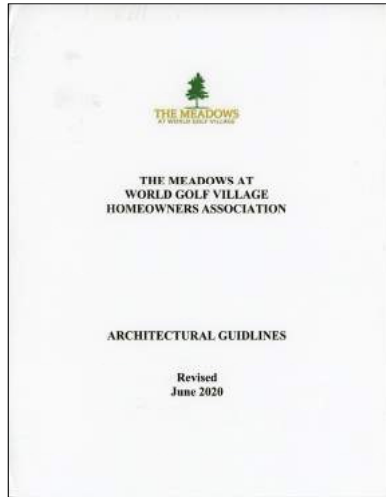 THE MEADOWS
AT WORLD GOLF VILLAGE
THE MEADOWS AT
WORLD GOLF VILLAGE
HOMEOWNERS ASSOCIATION
ARCHITECTURAL GUIDLINES
Revised
June 2020